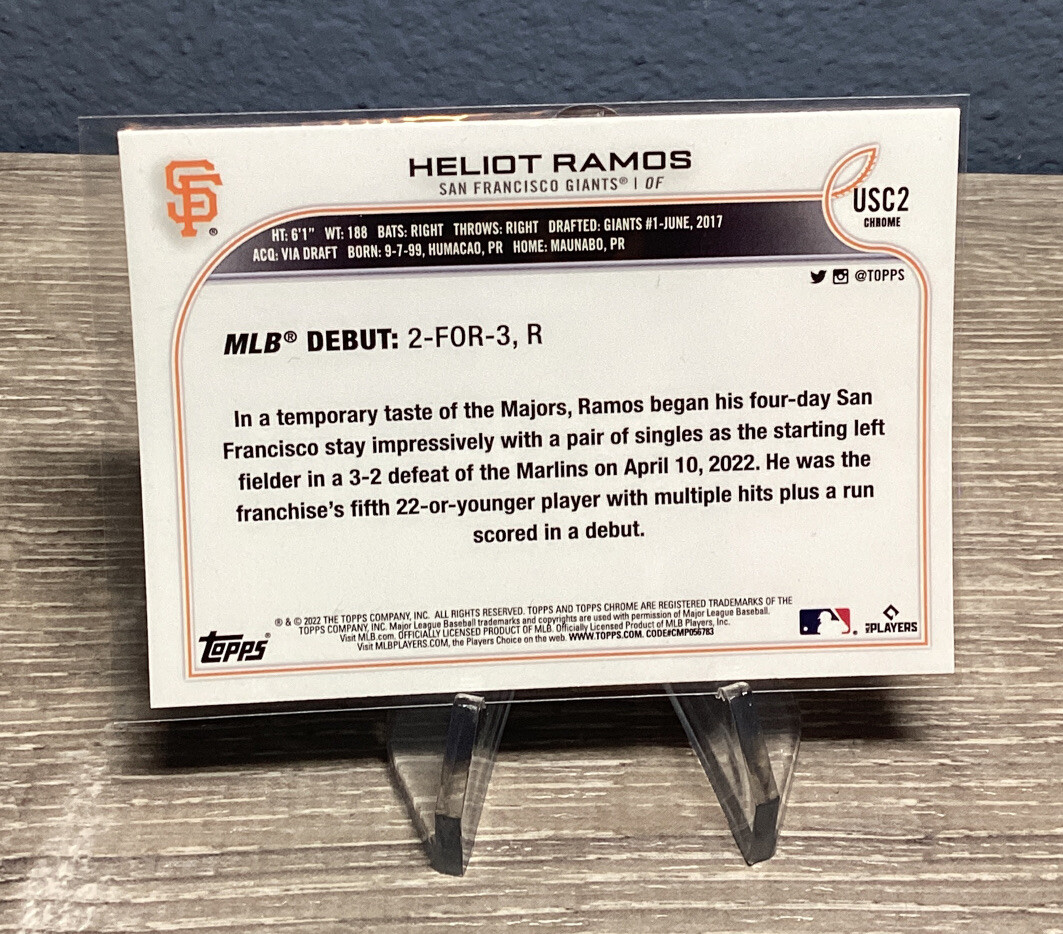 SF®
HELIOT RAMOS
SAN FRANCISCO GIANTS® | OF
USC2
CHROME
HT: 6'1" WT: 188 BATS: RIGHT THROWS: RIGHT DRAFTED: GIANTS #1-JUNE, 2017
ACQ: VIA DRAFT BORN: 9-7-99, HUMACAO, PR HOME: MAUNABO, PR
@TOPPS
MLB® DEBUT: 2-FOR-3, R
In a temporary taste of the Majors, Ramos began his four-day San
Francisco stay impressively with a pair of singles as the starting left
fielder in a 3-2 defeat of the Marlins on April 10, 2022. He was the
franchise's fifth 22-or-younger player with multiple hits plus a run
scored in a debut.
® & © 2022 THE TOPPS COMPANY, INC. ALL RIGHTS RESERVED. TOPPS AND TOPPS CHROME ARE REGISTERED TRADEMARKS OF THE
TOPPS COMPANY, INC. Major League Baseball trademarks and copyrights are used with permission of Major League Baseball.
Visit MLB.com. OFFICIALLY LICENSED PRODUCT OF MLB. Officially Licensed Product of MLB Players, Inc.
Visit MLBPLAYERS.COM, the Players Choice on the web. WWW.TOPPS.COM. CODE#CMP056783
Topps®
MLBPLAYERS